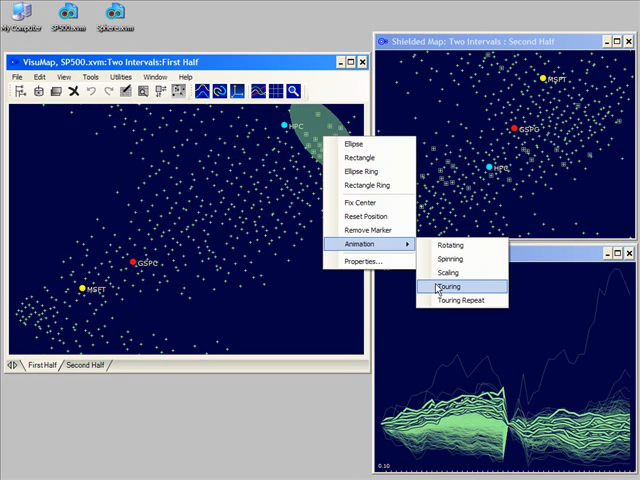 My Computer
SP500.xvm
Sphere.xvm
VisuMap, SP500.xvm:Two Intervals:First Half
File Edit View Tools Utilities Window Help
HPC
GSPC
MSFT
First Half Second Half
Ellipse
Rectangle
Ellipse Ring
Rectangle Ring
Fix Center
Reset Position
Remove Marker
Animation
Properties...
Rotating
Spinning
Scaling
Touring
Touring Repeat
Shielded Map: Two Intervals : Second Half
MSFT
GSPC
HPC
0.10